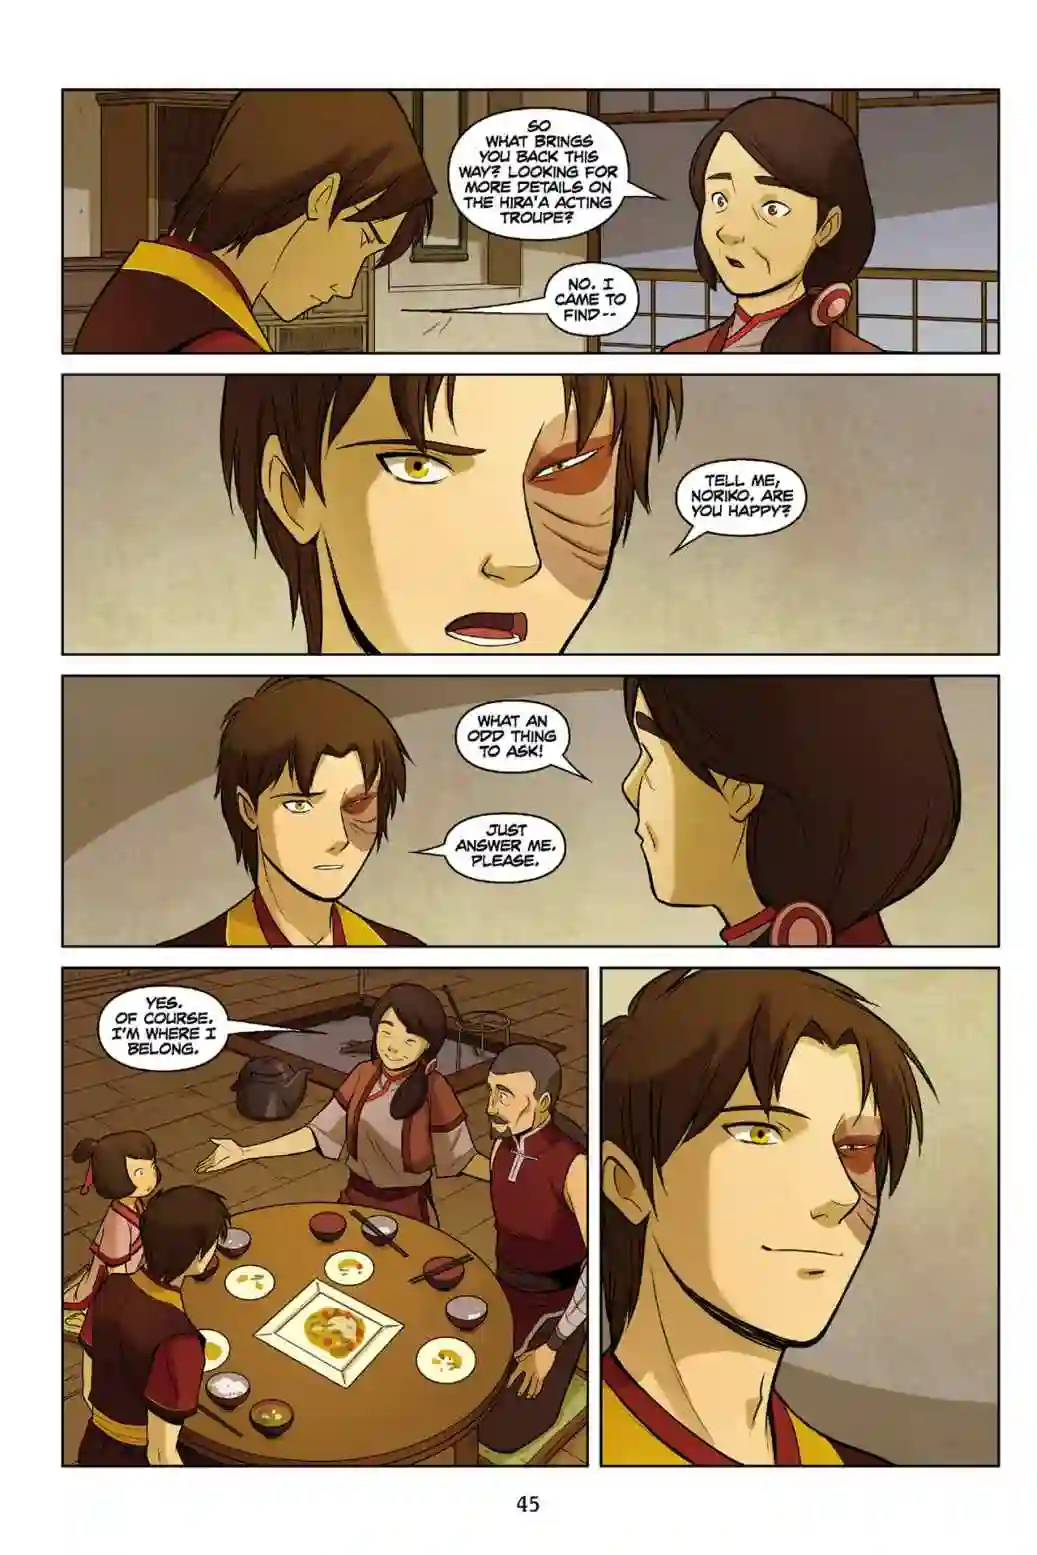 SO
WHAT BRINGS
YOU BACK THIS
WAY? LOOKING FOR
MORE DETAILS ON
THE HIRA'A ACTING
TROUPE?
NO. I
CAME TO
FIND--
TELL ME,
NORIKO. ARE
YOU HAPPY?
WHAT AN
ODD THING
TO ASK!
JUST
ANSWER ME.
PLEASE.
YES.
OF COURSE.
I'M WHERE I
BELONG.
45